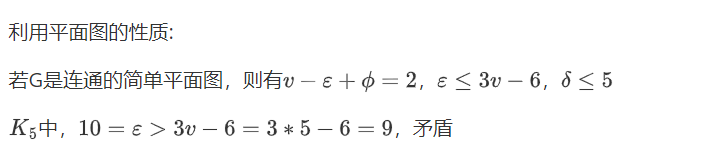 利用平面图的性质:
若G是连通的简单平面图，则有v − ε + ϕ = 2，ε ≤ 3v − 6，δ ≤ 5
K₅中，10 = ε > 3v − 6 = 3 ∗ 5 − 6 = 9，矛盾